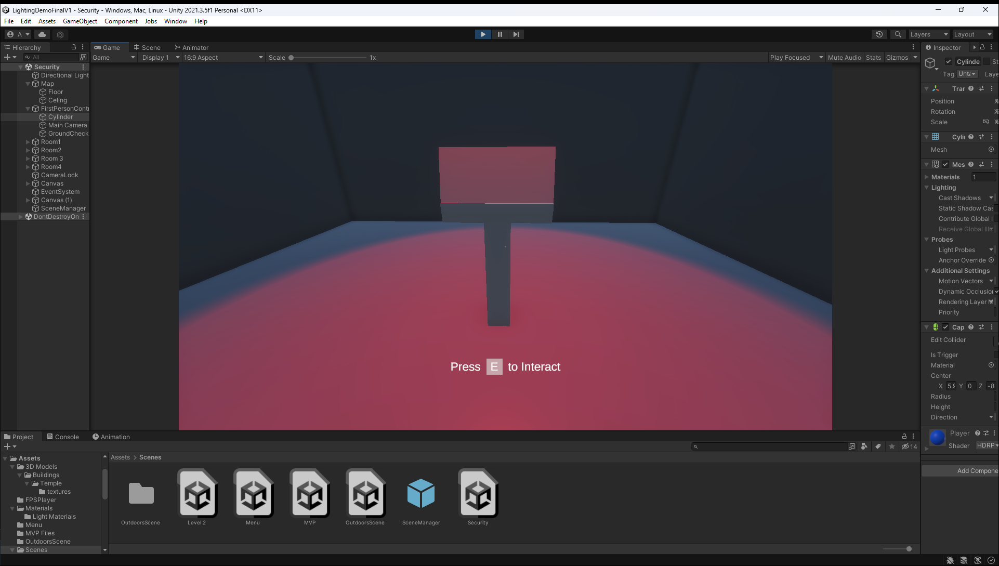 LightingDemoFinalV1 - Security - Windows, Mac, Linux - Unity 2021.3.5f1 Personal <DX11>
File Edit Assets GameObject Component Jobs Window Help
A
Layers Layout
Hierarchy
All
Security
Directional Light
Map
Floor
Celing
FirstPersonContr
Cylinder
Main Camera
GroundCheck
Room1
Room2
Room 3
Room4
CameraLock
Canvas
EventSystem
Canvas (1)
SceneManager
DontDestroyOn
Game Scene Animator
Game Display 1 16:9 Aspect Scale 1x Play Focused Mute Audio Stats Gizmos
Press E to Interact
Inspector
Cylinde St
Tag Unta Laye
Tran
Position X
Rotation X
Scale X
Cylin
Mesh
Mes
Materials 1
Lighting
Cast Shadows
Static Shadow Cas
Contribute Global I
Receive Global Illu
Probes
Light Probes
Anchor Override
Additional Settings
Motion Vectors
Dynamic Occlusion
Rendering Layer M
Priority
Cap
Edit Collider
Is Trigger
Material
Center
X 5.9 Y 0 Z -8
Radius
Height
Direction
Player
Shader HDRP
Add Compone
Project Console Animation
14
Assets
3D Models
Buildings
Temple
textures
FPSPlayer
Materials
Light Materials
Menu
MVP Files
OutdoorsScene
Scenes
Assets > Scenes
OutdoorsScene Level 2 Menu MVP OutdoorsScene SceneManager Security